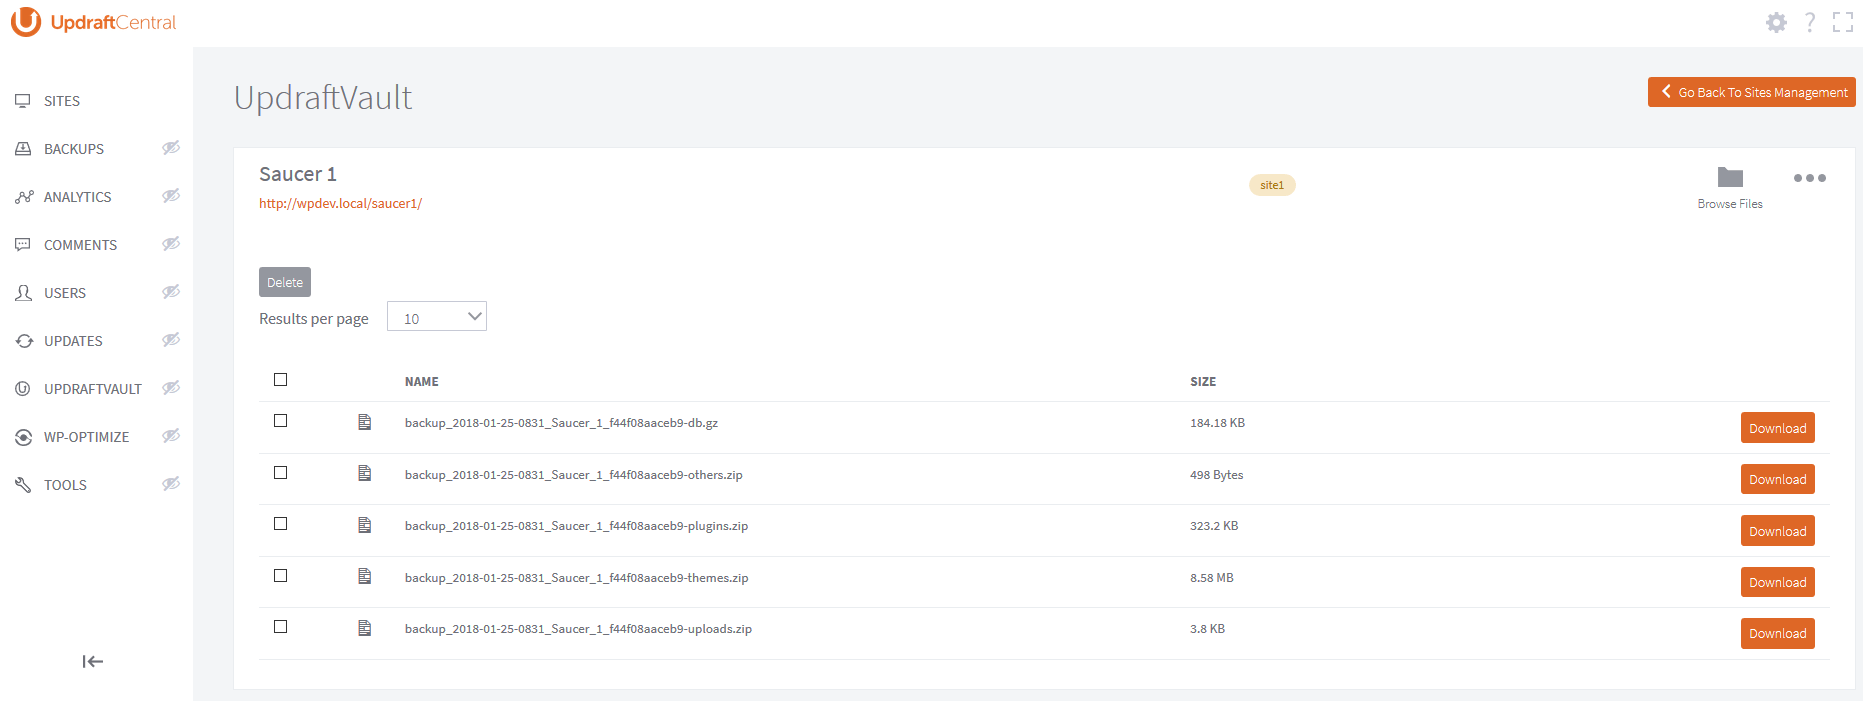 UpdraftCentral
?
SITES
BACKUPS
ANALYTICS
COMMENTS
USERS
UPDATES
UPDRAFTVAULT
WP-OPTIMIZE
TOOLS
UpdraftVault
Go Back To Sites Management
Saucer 1
http://wpdev.local/saucer1/
site1
Browse Files
Delete
Results per page 10
NAME SIZE
backup_2018-01-25-0831_Saucer_1_f44f08aaceb9-db.gz 184.18 KB Download
backup_2018-01-25-0831_Saucer_1_f44f08aaceb9-others.zip 498 Bytes Download
backup_2018-01-25-0831_Saucer_1_f44f08aaceb9-plugins.zip 323.2 KB Download
backup_2018-01-25-0831_Saucer_1_f44f08aaceb9-themes.zip 8.58 MB Download
backup_2018-01-25-0831_Saucer_1_f44f08aaceb9-uploads.zip 3.8 KB Download